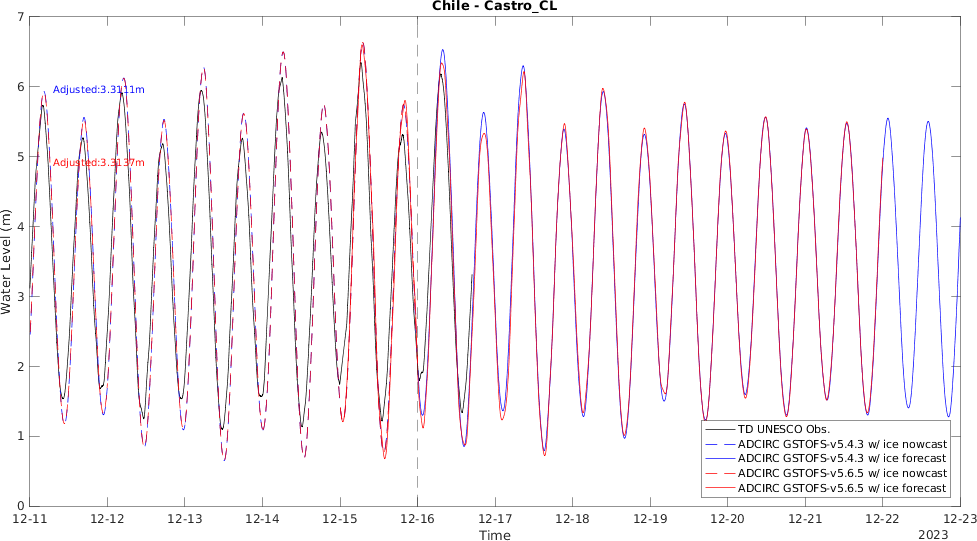 Chile - Castro_CL
7
6
5
4
3
2
1
0
Water Level (m)
Adjusted:3.3111m
Adjusted:3.3137m
TD UNESCO Obs.
ADCIRC GSTOFS-v5.4.3 w/ ice nowcast
ADCIRC GSTOFS-v5.4.3 w/ ice forecast
ADCIRC GSTOFS-v5.6.5 w/ ice nowcast
ADCIRC GSTOFS-v5.6.5 w/ ice forecast
12-11 12-12 12-13 12-14 12-15 12-16 12-17 12-18 12-19 12-20 12-21 12-22 12-23
Time
2023